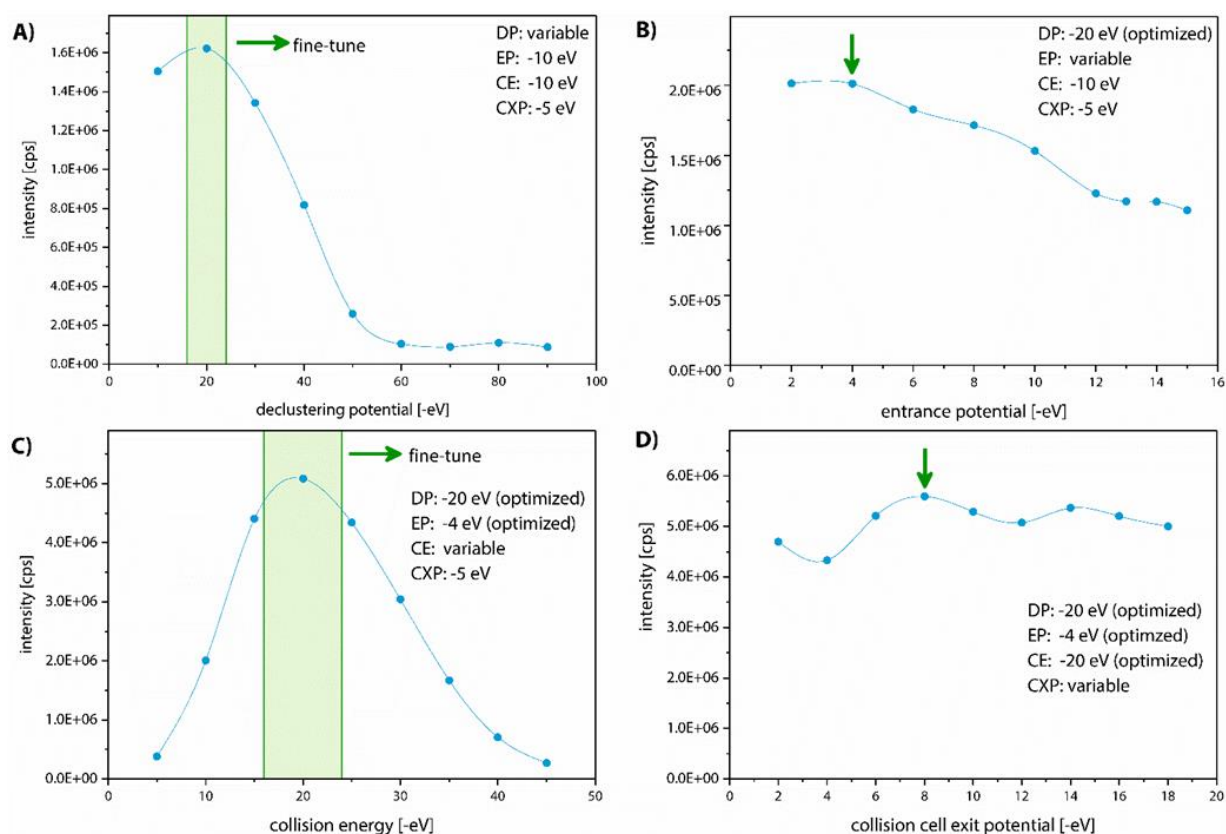 A)
fine-tune
DP: variable
EP: -10 eV
CE: -10 eV
CXP: -5 eV
1.6E+06
1.4E+06
1.2E+06
1.0E+06
8.0E+05
6.0E+05
4.0E+05
2.0E+05
0.0E+00
intensity [cps]
0 20 40 60 80 100
declustering potential [-eV]
B)
DP: -20 eV (optimized)
EP: variable
CE: -10 eV
CXP: -5 eV
2.0E+06
1.5E+06
1.0E+06
5.0E+05
0.0E+00
intensity [cps]
0 2 4 6 8 10 12 14 16
entrance potential [-eV]
C)
fine-tune
DP: -20 eV (optimized)
EP: -4 eV (optimized)
CE: variable
CXP: -5 eV
5.0E+06
4.0E+06
3.0E+06
2.0E+06
1.0E+06
0.0E+00
intensity [cps]
0 10 20 30 40 50
collision energy [-eV]
D)
DP: -20 eV (optimized)
EP: -4 eV (optimzed)
CE: -20 eV (optimized)
CXP: variable
6.0E+06
5.0E+06
4.0E+06
3.0E+06
2.0E+06
1.0E+06
0.0E+00
intensity [cps]
0 2 4 6 8 10 12 14 16 18 20
collision cell exit potential [-eV]